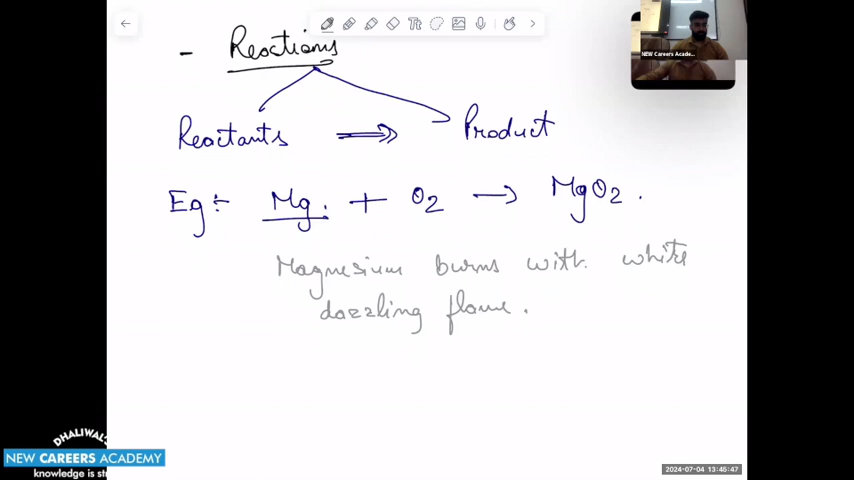 NEW Careers Acade...
- Reactions
Reactants ⇒ Product
Eg:- Mg. + O2 → MgO2.
Magnesium burns with white
dazzling flame.
DHALIWAL'S
NEW CAREERS ACADEMY
knowledge is str
2024-07-04 13:45:47